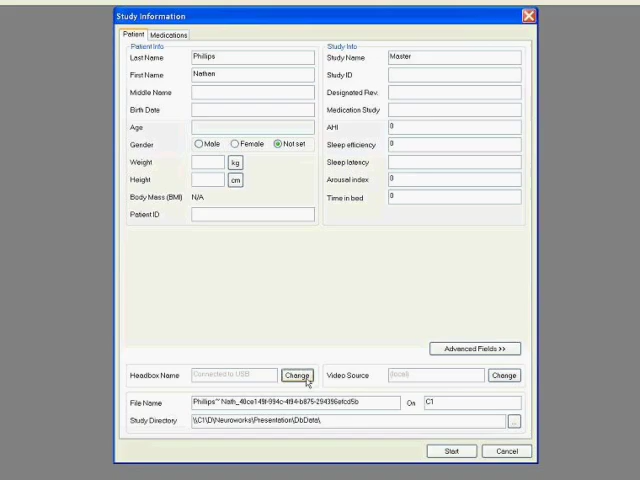 Study Information
Patient Medications
Patient Info
Last Name Phillips
First Name Nathan
Middle Name
Birth Date
Age
Gender Male Female Not set
Weight kg
Height cm
Body Mass (BMI) N/A
Patient ID
Study Info
Study Name Master
Study ID
Designated Rev.
Medication Study
AHI 0
Sleep efficiency 0
Sleep latency
Arousal index 0
Time in bed 0
Advanced Fields >>
Headbox Name Connected to USB Change
Video Source (local) Change
File Name On C1
Study Directory \\C1\D\Neuroworks\Presentation\DbData\ ...
Start Cancel